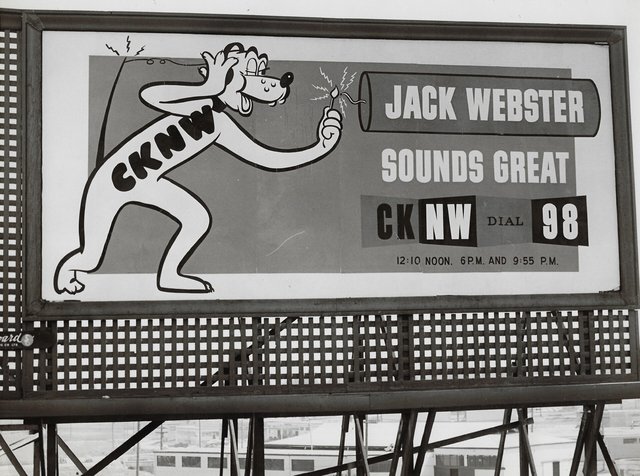 CKNW
JACK WEBSTER
SOUNDS GREAT
CKNW DIAL 98
12:10 NOON, 6 P.M. AND 9:55 P.M.